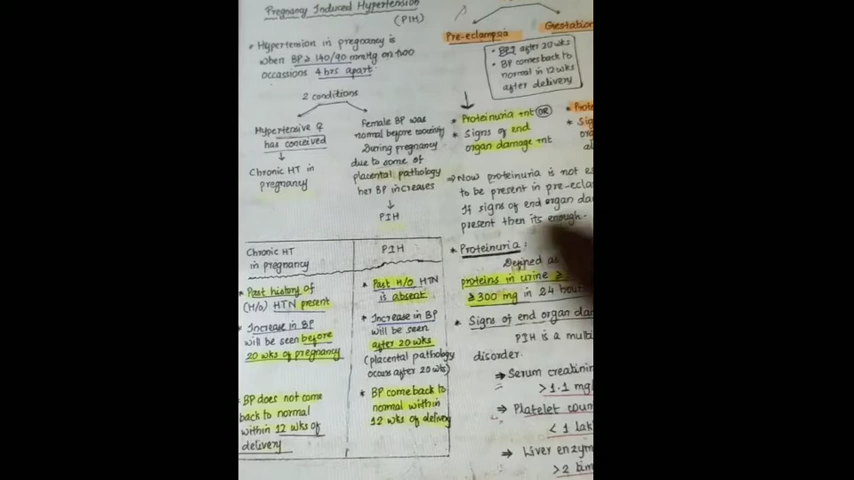 Pregnancy Induced Hypertension
(PIH)
* Hypertension in pregnancy is
when BP ≥ 140/90 mmHg on two
occassions 4 hrs apart.
2 conditions
Hypertensive ♀
has conceived
↓
Chronic HT in
pregnancy
Female BP was
normal before
During pregnancy
due to some of
placental pathology
her BP increases
↓
PIH
Chronic HT
in pregnancy
* Past history of
(H/o) HTN present
* Increase in BP
will be seen before
20 wks of pregnancy
BP does not come
back to normal
within 12 wks of
delivery
PIH
* Past H/o HTN
is absent
* Increase in BP
will be seen
after 20 wks
(placental pathology
occurs after 20 wks)
* BP come back to
normal within
12 wks of delivery
Pre-eclampsia
Gestation
• BP↑ after 20 wks
• BP comes back to
normal in 12 wks
after delivery
* Proteinuria +nt OR
* Signs of end
organ damage +nt
* Prote
* Sig
⇒ Now proteinuria is not es
to be present in pre-ecla
If signs of end organ da
present then its enough.
* Proteinuria:
Defined as
proteins in urine ≥
≥ 300 mg in 24 hour
* Signs of end organ da
PIH is a multi
disorder.
→ Serum creatinin
> 1.1 mg
→ Platelet coun
< 1 lak
→ Liver enzym
> 2 tim